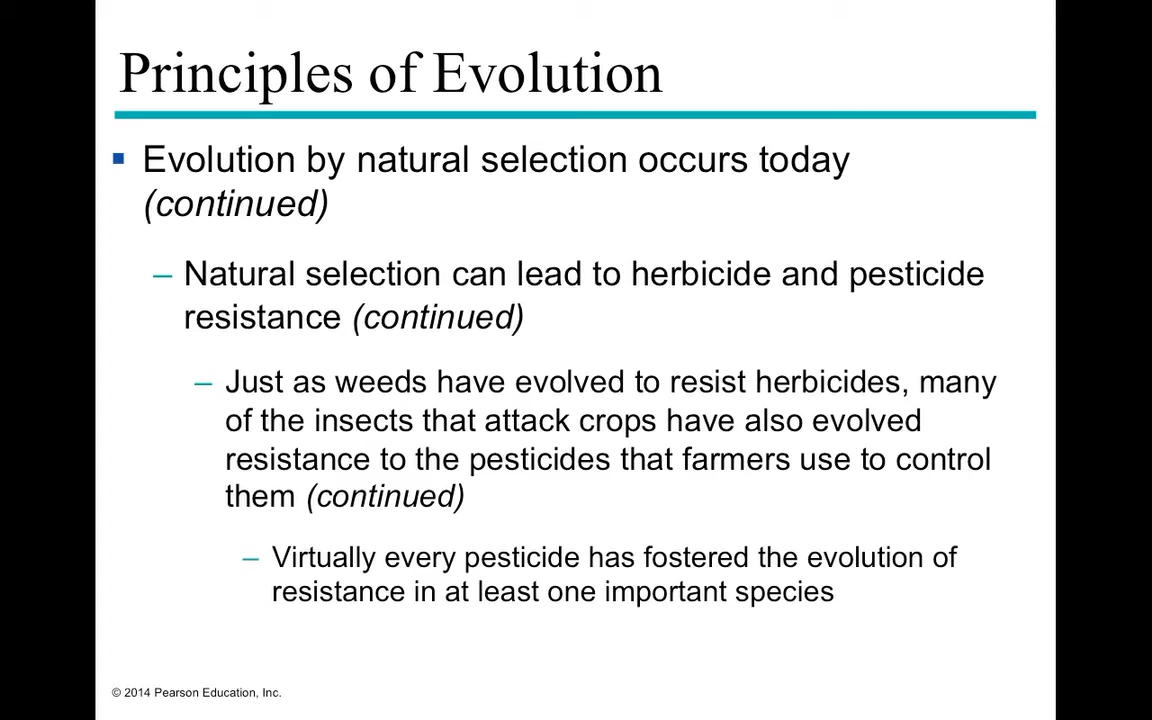 Principles of Evolution
▪ Evolution by natural selection occurs today
(continued)
– Natural selection can lead to herbicide and pesticide
resistance (continued)
– Just as weeds have evolved to resist herbicides, many
of the insects that attack crops have also evolved
resistance to the pesticides that farmers use to control
them (continued)
– Virtually every pesticide has fostered the evolution of
resistance in at least one important species
© 2014 Pearson Education, Inc.